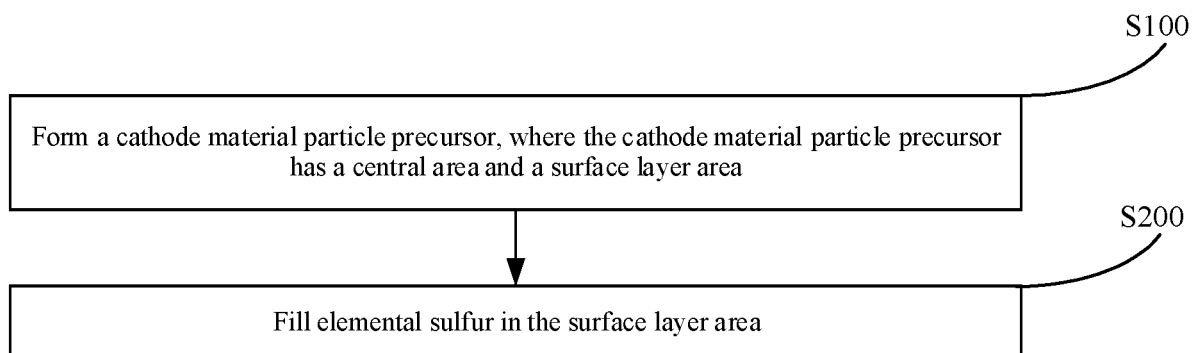 S100
Form a cathode material particle precursor, where the cathode material particle precursor
has a central area and a surface layer area
S200
Fill elemental sulfur in the surface layer area